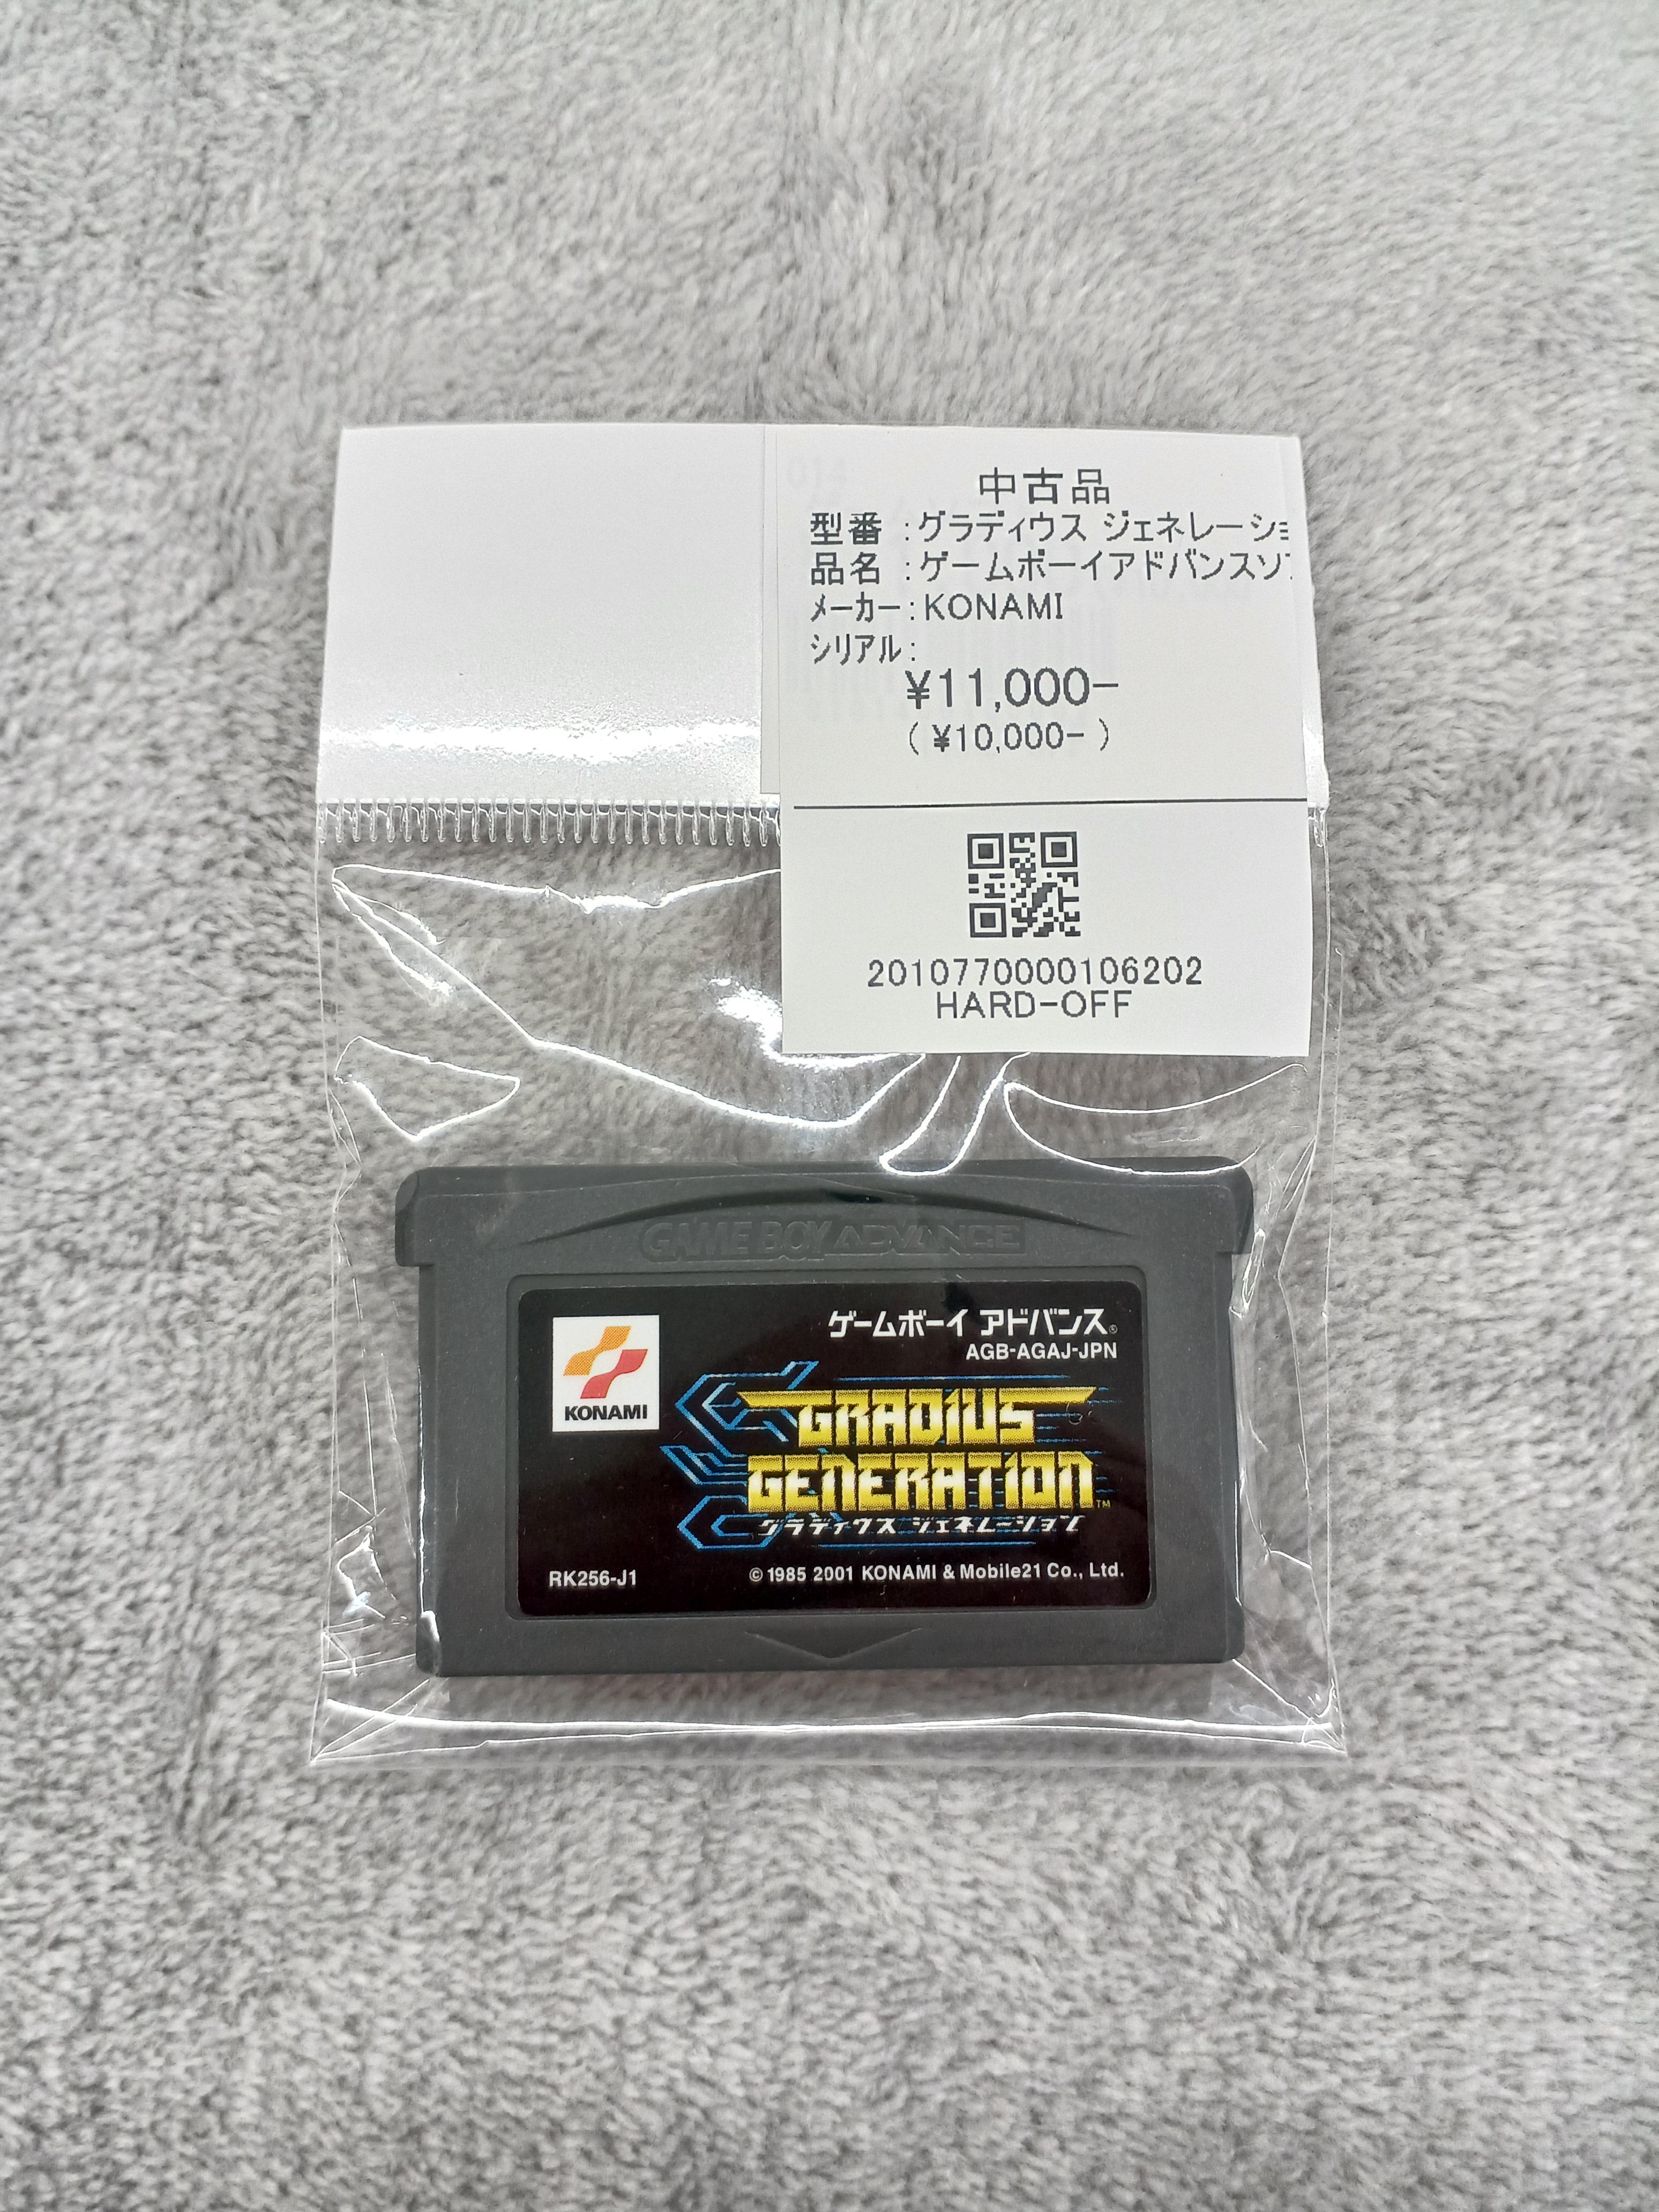 中古品
型番 :グラディウス ジェネレーショ
品名 :ゲームボーイアドバンスソ
メーカー:KONAMI
シリアル:
¥11,000-
( ¥10,000- )
2010770000106202
HARD-OFF
GAME BOY ADVANCE
ゲームボーイ アドバンス®
AGB-AGAJ-JPN
KONAMI
GRADIUS
GENERATION™
グラディウス ジェネレーション
RK256-J1
©1985 2001 KONAMI & Mobile21 Co., Ltd.